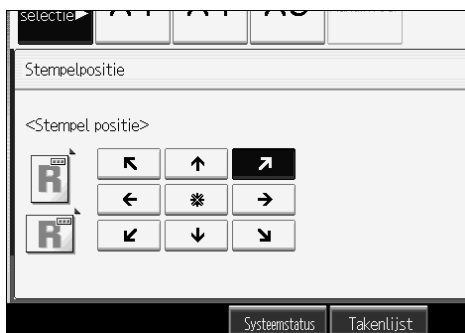 selectie►
Stempelpositie
<Stempel positie>
R
R
Systeemstatus Takenlijst